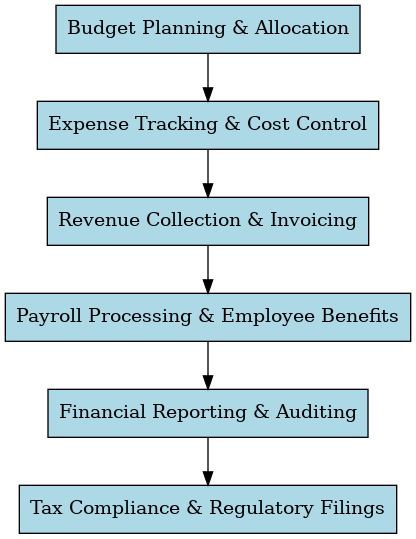 Budget Planning & Allocation
Expense Tracking & Cost Control
Revenue Collection & Invoicing
Payroll Processing & Employee Benefits
Financial Reporting & Auditing
Tax Compliance & Regulatory Filings